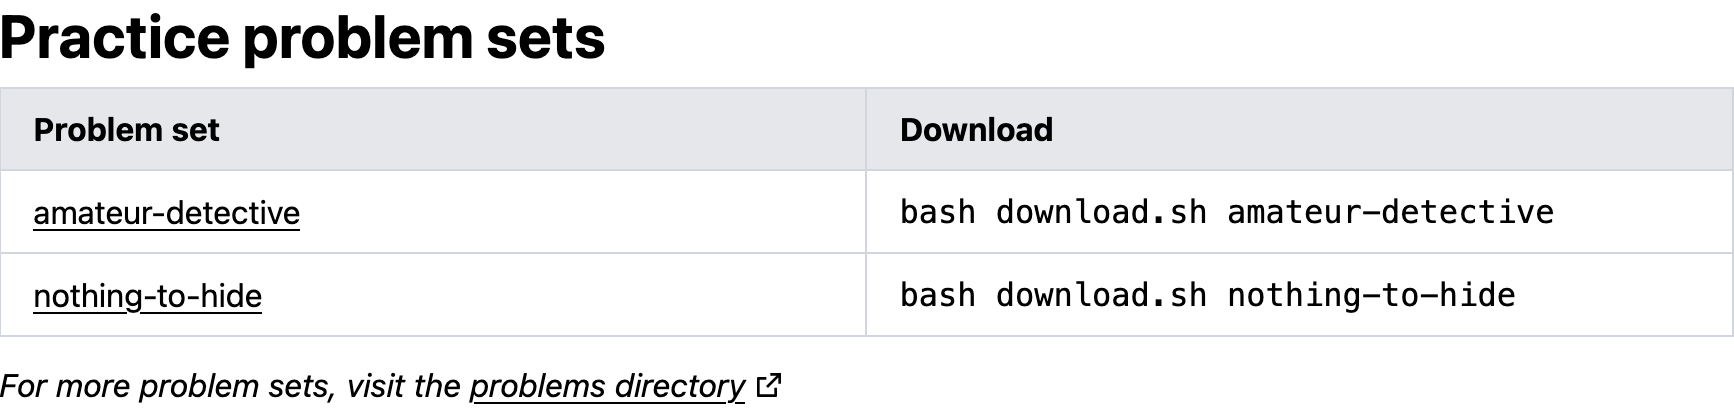 Practice problem sets
Problem set Download
amateur-detective bash download.sh amateur-detective
nothing-to-hide bash download.sh nothing-to-hide
For more problem sets, visit the problems directory